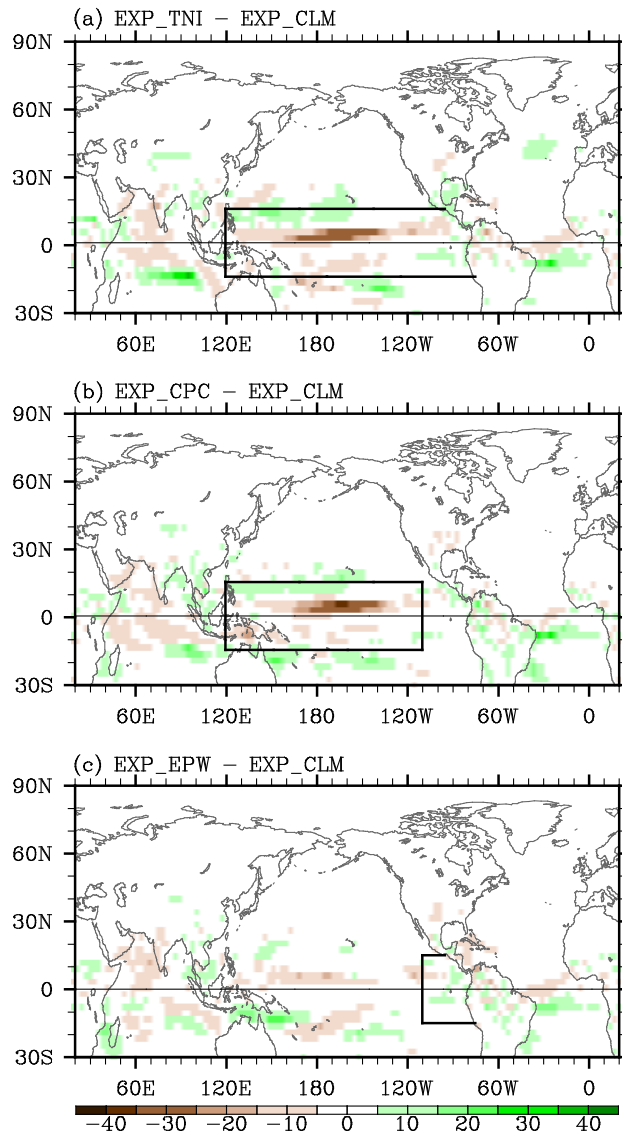 (a) EXP_TNI − EXP_CLM
90N
60N
30N
0
30S
60E 120E 180 120W 60W 0
(b) EXP_CPC − EXP_CLM
90N
60N
30N
0
30S
60E 120E 180 120W 60W 0
(c) EXP_EPW − EXP_CLM
90N
60N
30N
0
30S
60E 120E 180 120W 60W 0
−40 −30 −20 −10 0 10 20 30 40